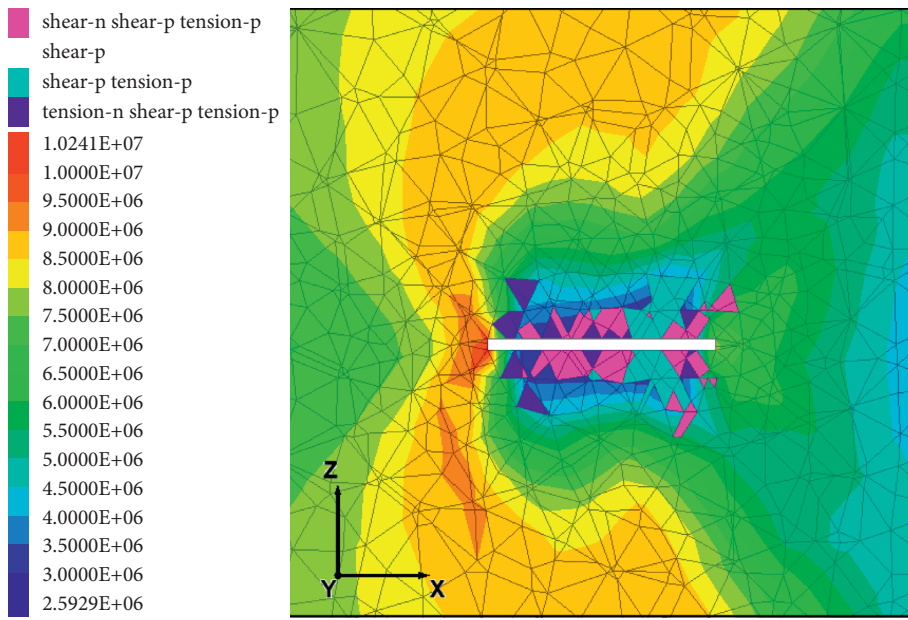 shear-n shear-p tension-p
shear-p
shear-p tension-p
tension-n shear-p tension-p
1.0241E+07
1.0000E+07
9.5000E+06
9.0000E+06
8.5000E+06
8.0000E+06
7.5000E+06
7.0000E+06
6.5000E+06
6.0000E+06
5.5000E+06
5.0000E+06
4.5000E+06
4.0000E+06
3.5000E+06
3.0000E+06
2.5929E+06
Z
Y
X